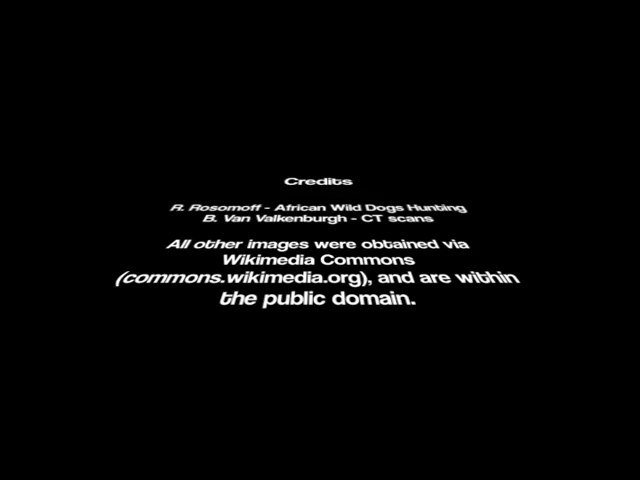 Credits
R. Rosomoff - African Wild Dogs Hunting
B. Van Valkenburgh - CT scans
All other images were obtained via
Wikimedia Commons
(commons.wikimedia.org), and are within
the public domain.